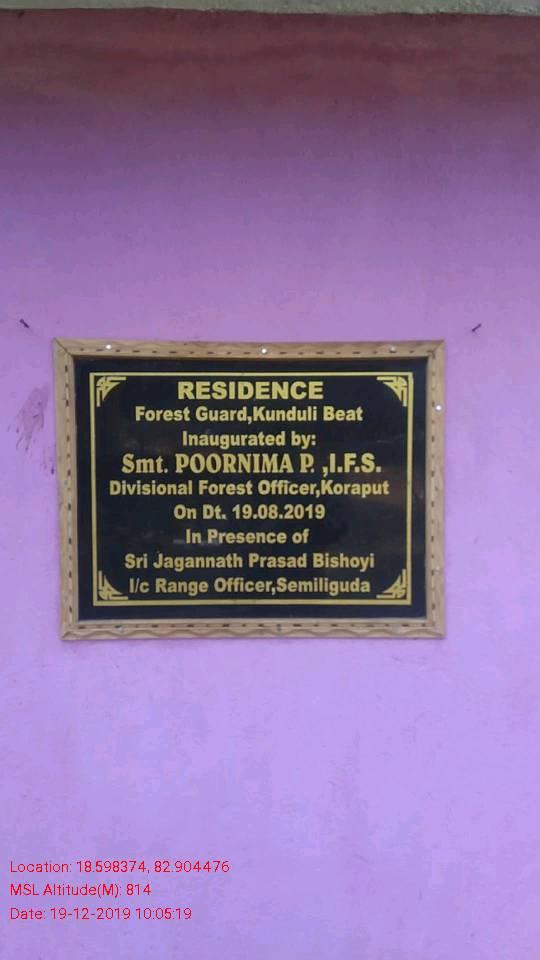 RESIDENCE
Forest Guard,Kunduli Beat
Inaugurated by:
Smt. POORNIMA P. ,I.F.S.
Divisional Forest Officer,Koraput
On Dt. 19.08.2019
In Presence of
Sri Jagannath Prasad Bishoyi
I/c Range Officer,Semiliguda
Location: 18.598374, 82.904476
MSL Altitude(M): 814
Date: 19-12-2019 10:05:19